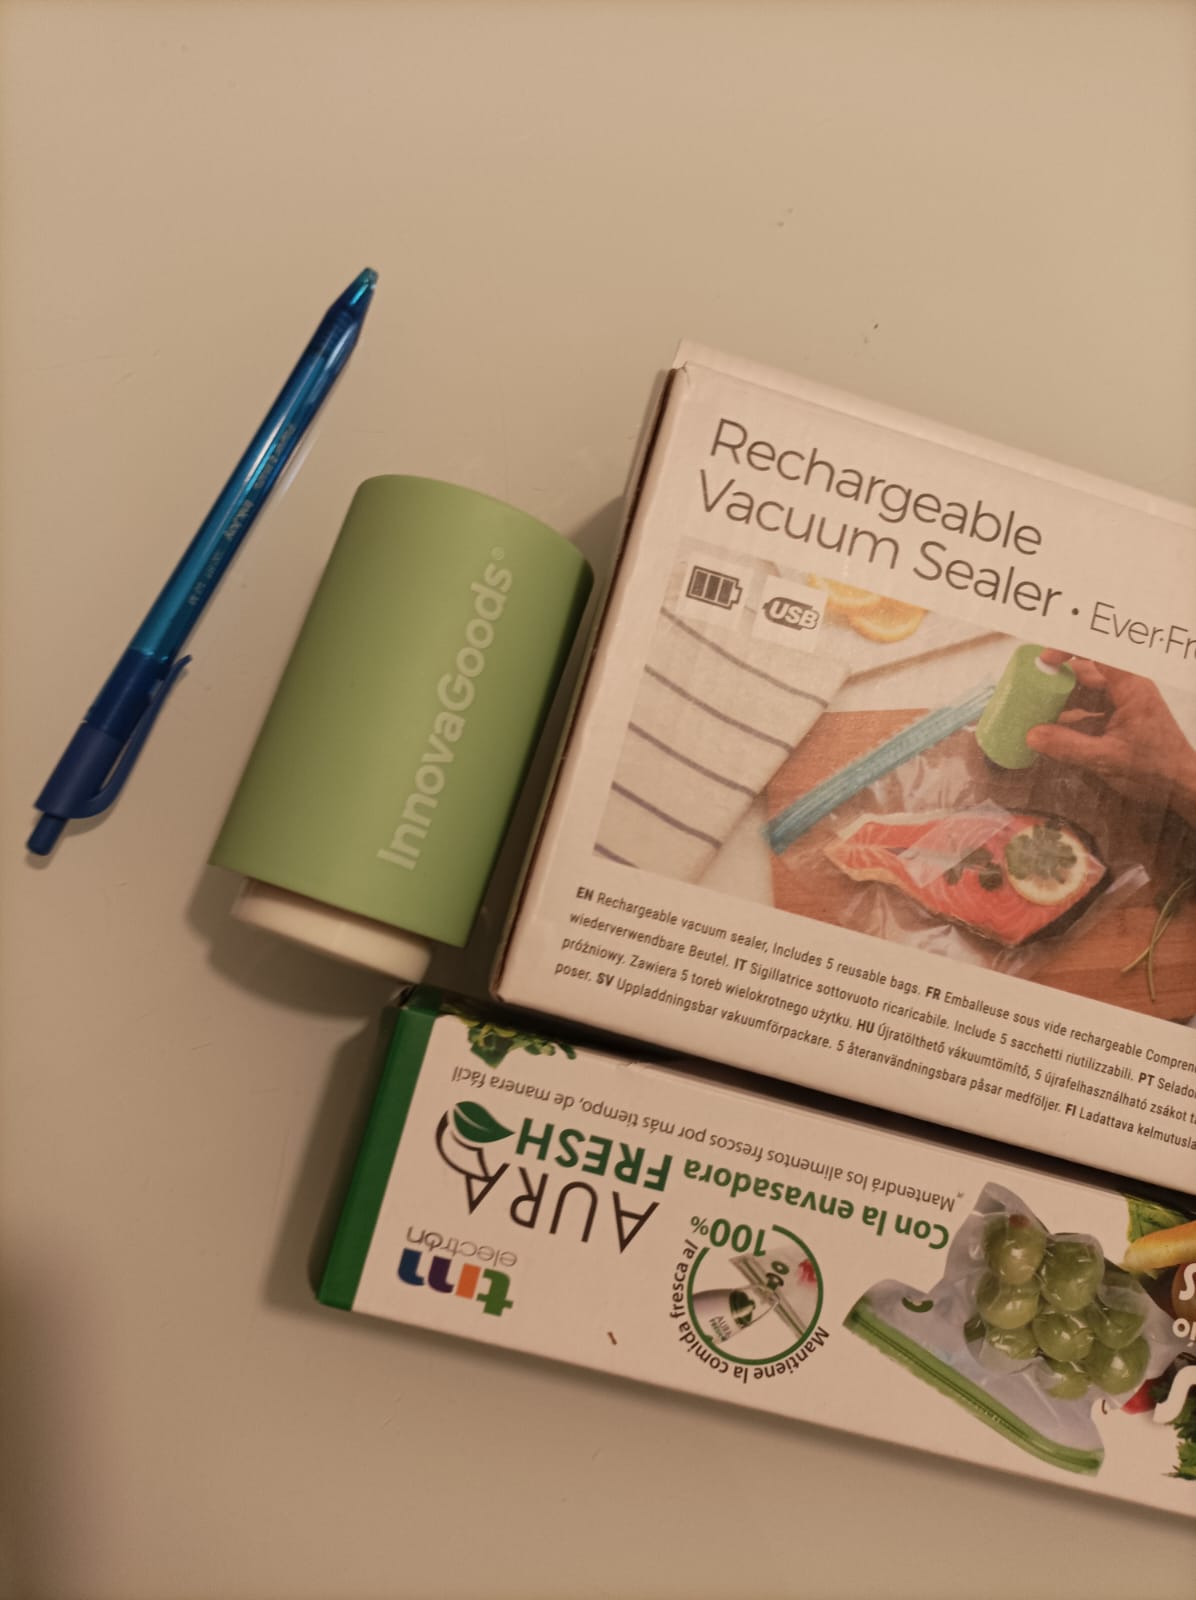 InnovaGoods®
Rechargeable
Vacuum Sealer • Ever·Fr
USB
EN Rechargeable vacuum sealer, Includes 5 reusable bags. FR Emballeuse sous vide rechargeable Compren
wiederverwendbare Beutel. IT Sigillatrice sottovuoto ricaricabile. Include 5 sacchetti riutilizzabili. PT Selado
próżniowy. Zawiera 5 toreb wielokrotnego użytku. HU Újratölthető vákuumtömítő, 5 újrafelhasználható zsákot t
poser. SV Uppladdningsbar vakuumförpackare. 5 återanvändningsbara påsar medföljer. FI Ladattava kelmutusla
tm
electrón
AURA
FRESH
Mantiene la comida fresca al
100%
Con la envasadora
"Mantendrá los alimentos frescos por más tiempo, de manera fácil